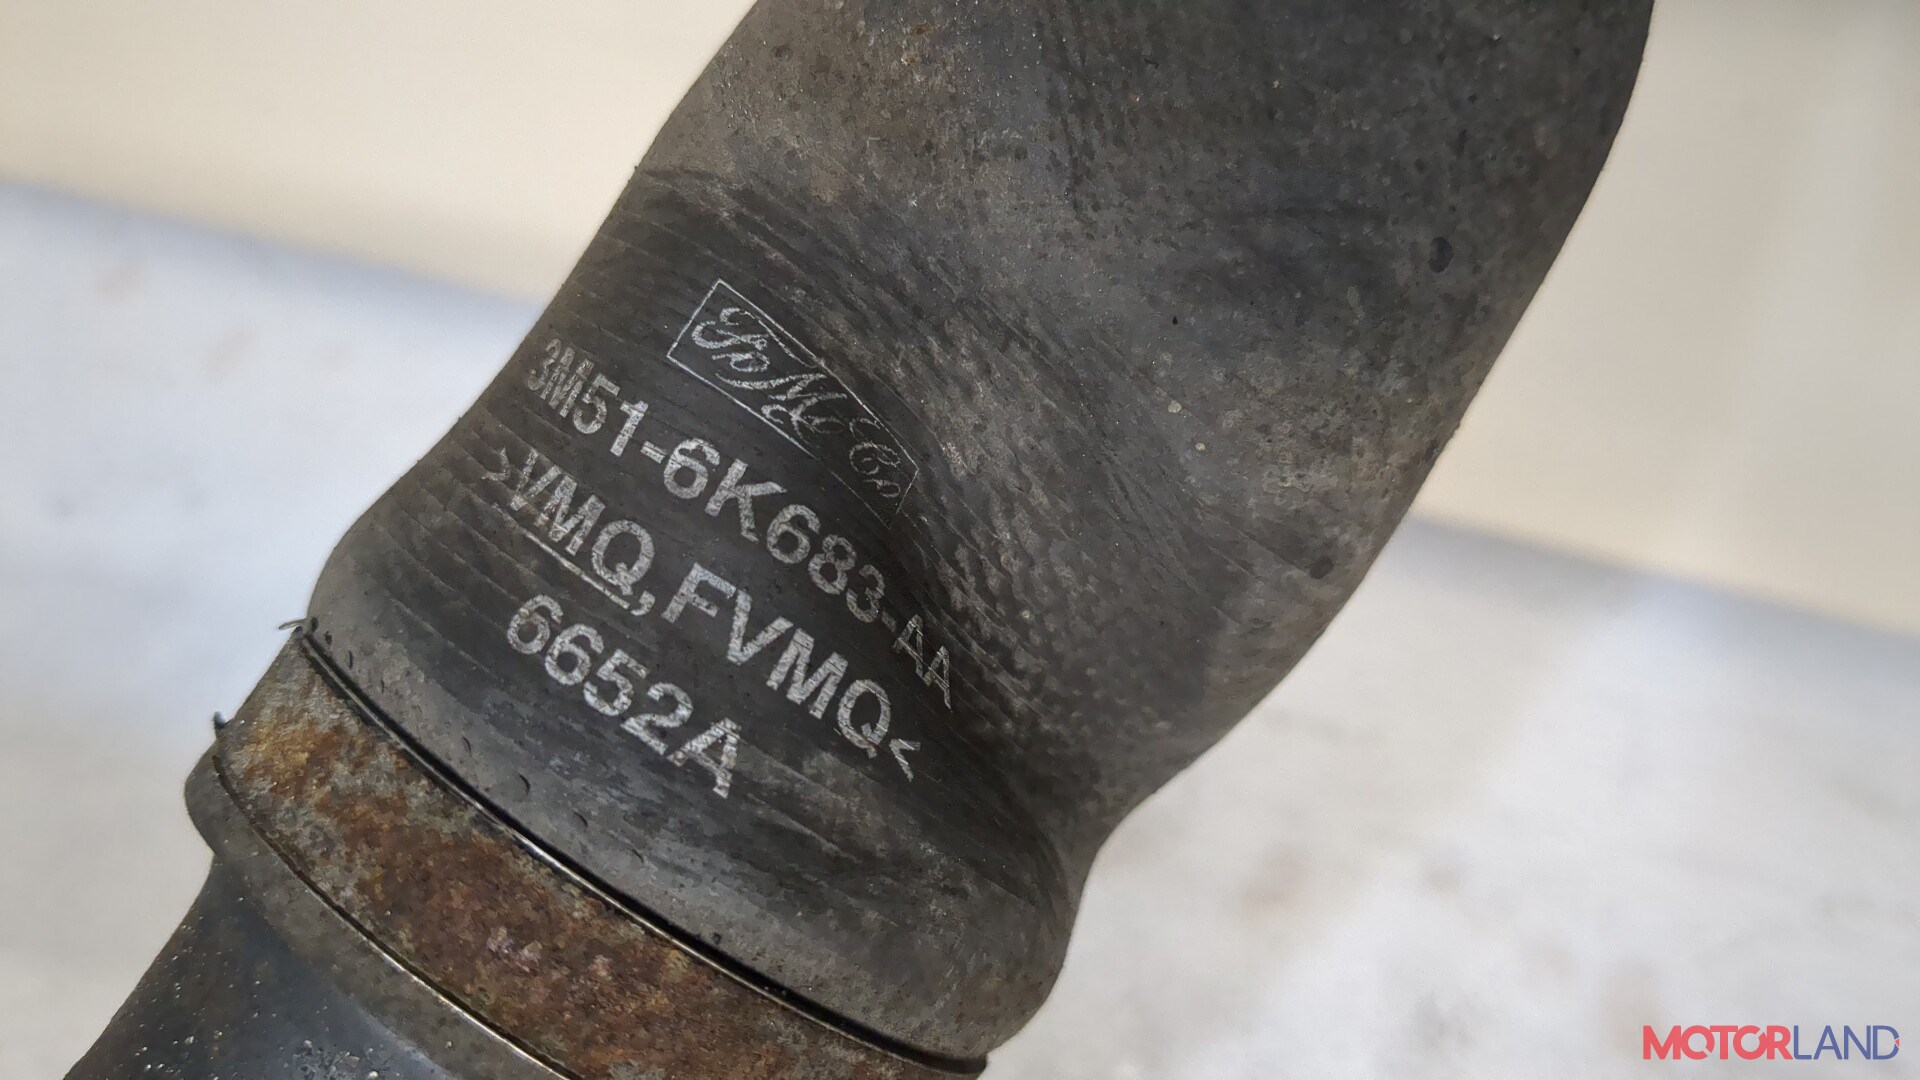 FoMoCo
3M51-6K683-AA
>VMQ,FVMQ<
6652A
MOTORLAND